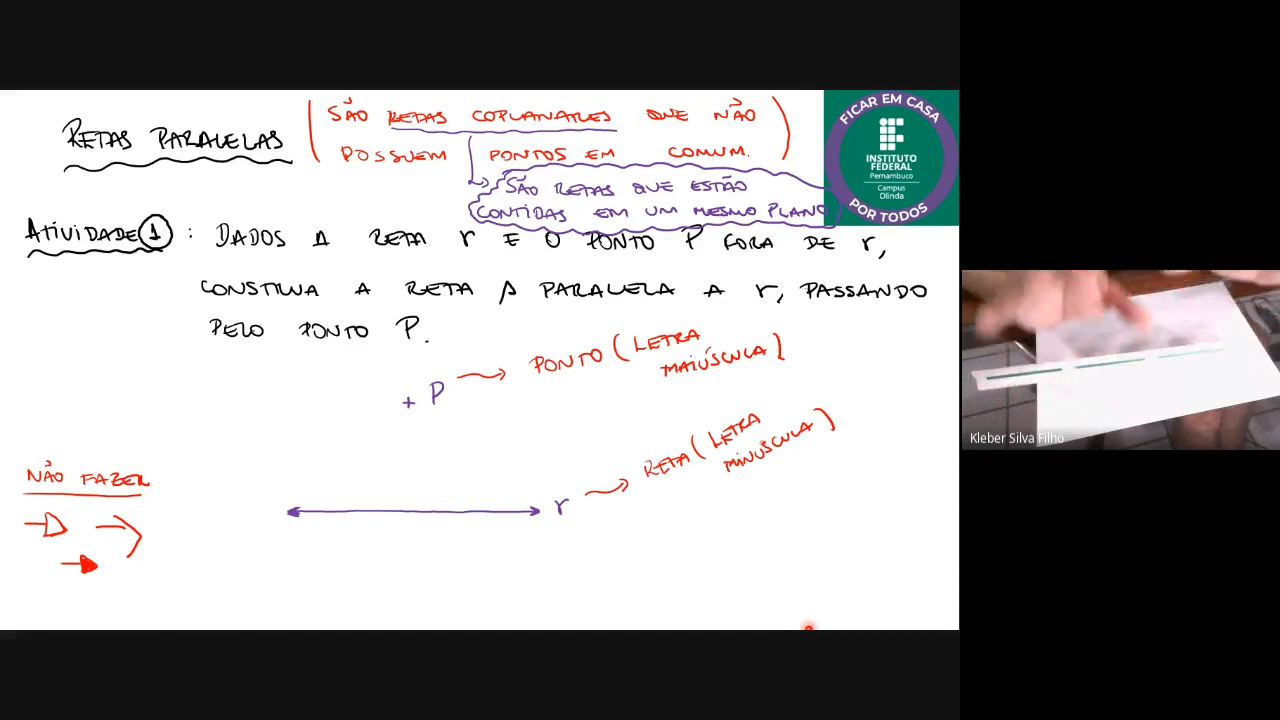 RETAS PARALELAS
(SÃO RETAS COPLANARES QUE NÃO
POSSUEM PONTOS EM COMUM.)
SÃO RETAS QUE ESTÃO
CONTIDAS EM UM MESMO PLANO
FICAR EM CASA
INSTITUTO
FEDERAL
Pernambuco
Campus
Olinda
POR TODOS
ATIVIDADE 1: DADOS A RETA r E O PONTO P FORA DE r,
CONSTRUA A RETA s PARALELA A r, PASSANDO
PELO PONTO P.
+ P → PONTO (LETRA
MAIÚSCULA)
r → RETA (LETRA
MINÚSCULA)
NÃO FAZER
Kleber Silva Filho